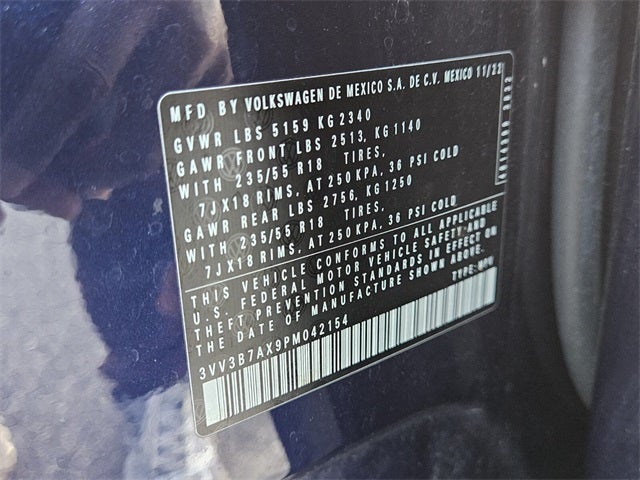 MFD BY VOLKSWAGEN DE MEXICO S.A. DE C.V. MEXICO 11/22
GVWR LBS 5159 KG 2340
GAWR FRONT LBS 2513, KG 1140
WITH 235/55 R18 TIRES,
7JX18 RIMS, AT 250 KPA, 36 PSI COLD
GAWR REAR LBS 2756, KG 1250
WITH 235/55 R18 TIRES,
7JX18 RIMS, AT 250 KPA, 36 PSI COLD
THIS VEHICLE CONFORMS TO ALL APPLICABLE
U.S. FEDERAL MOTOR VEHICLE SAFETY AND
THEFT PREVENTION STANDARDS IN EFFECT ON
THE DATE OF MANUFACTURE SHOWN ABOVE.
TYPE: MPV
3VV3B7AX9PM042154